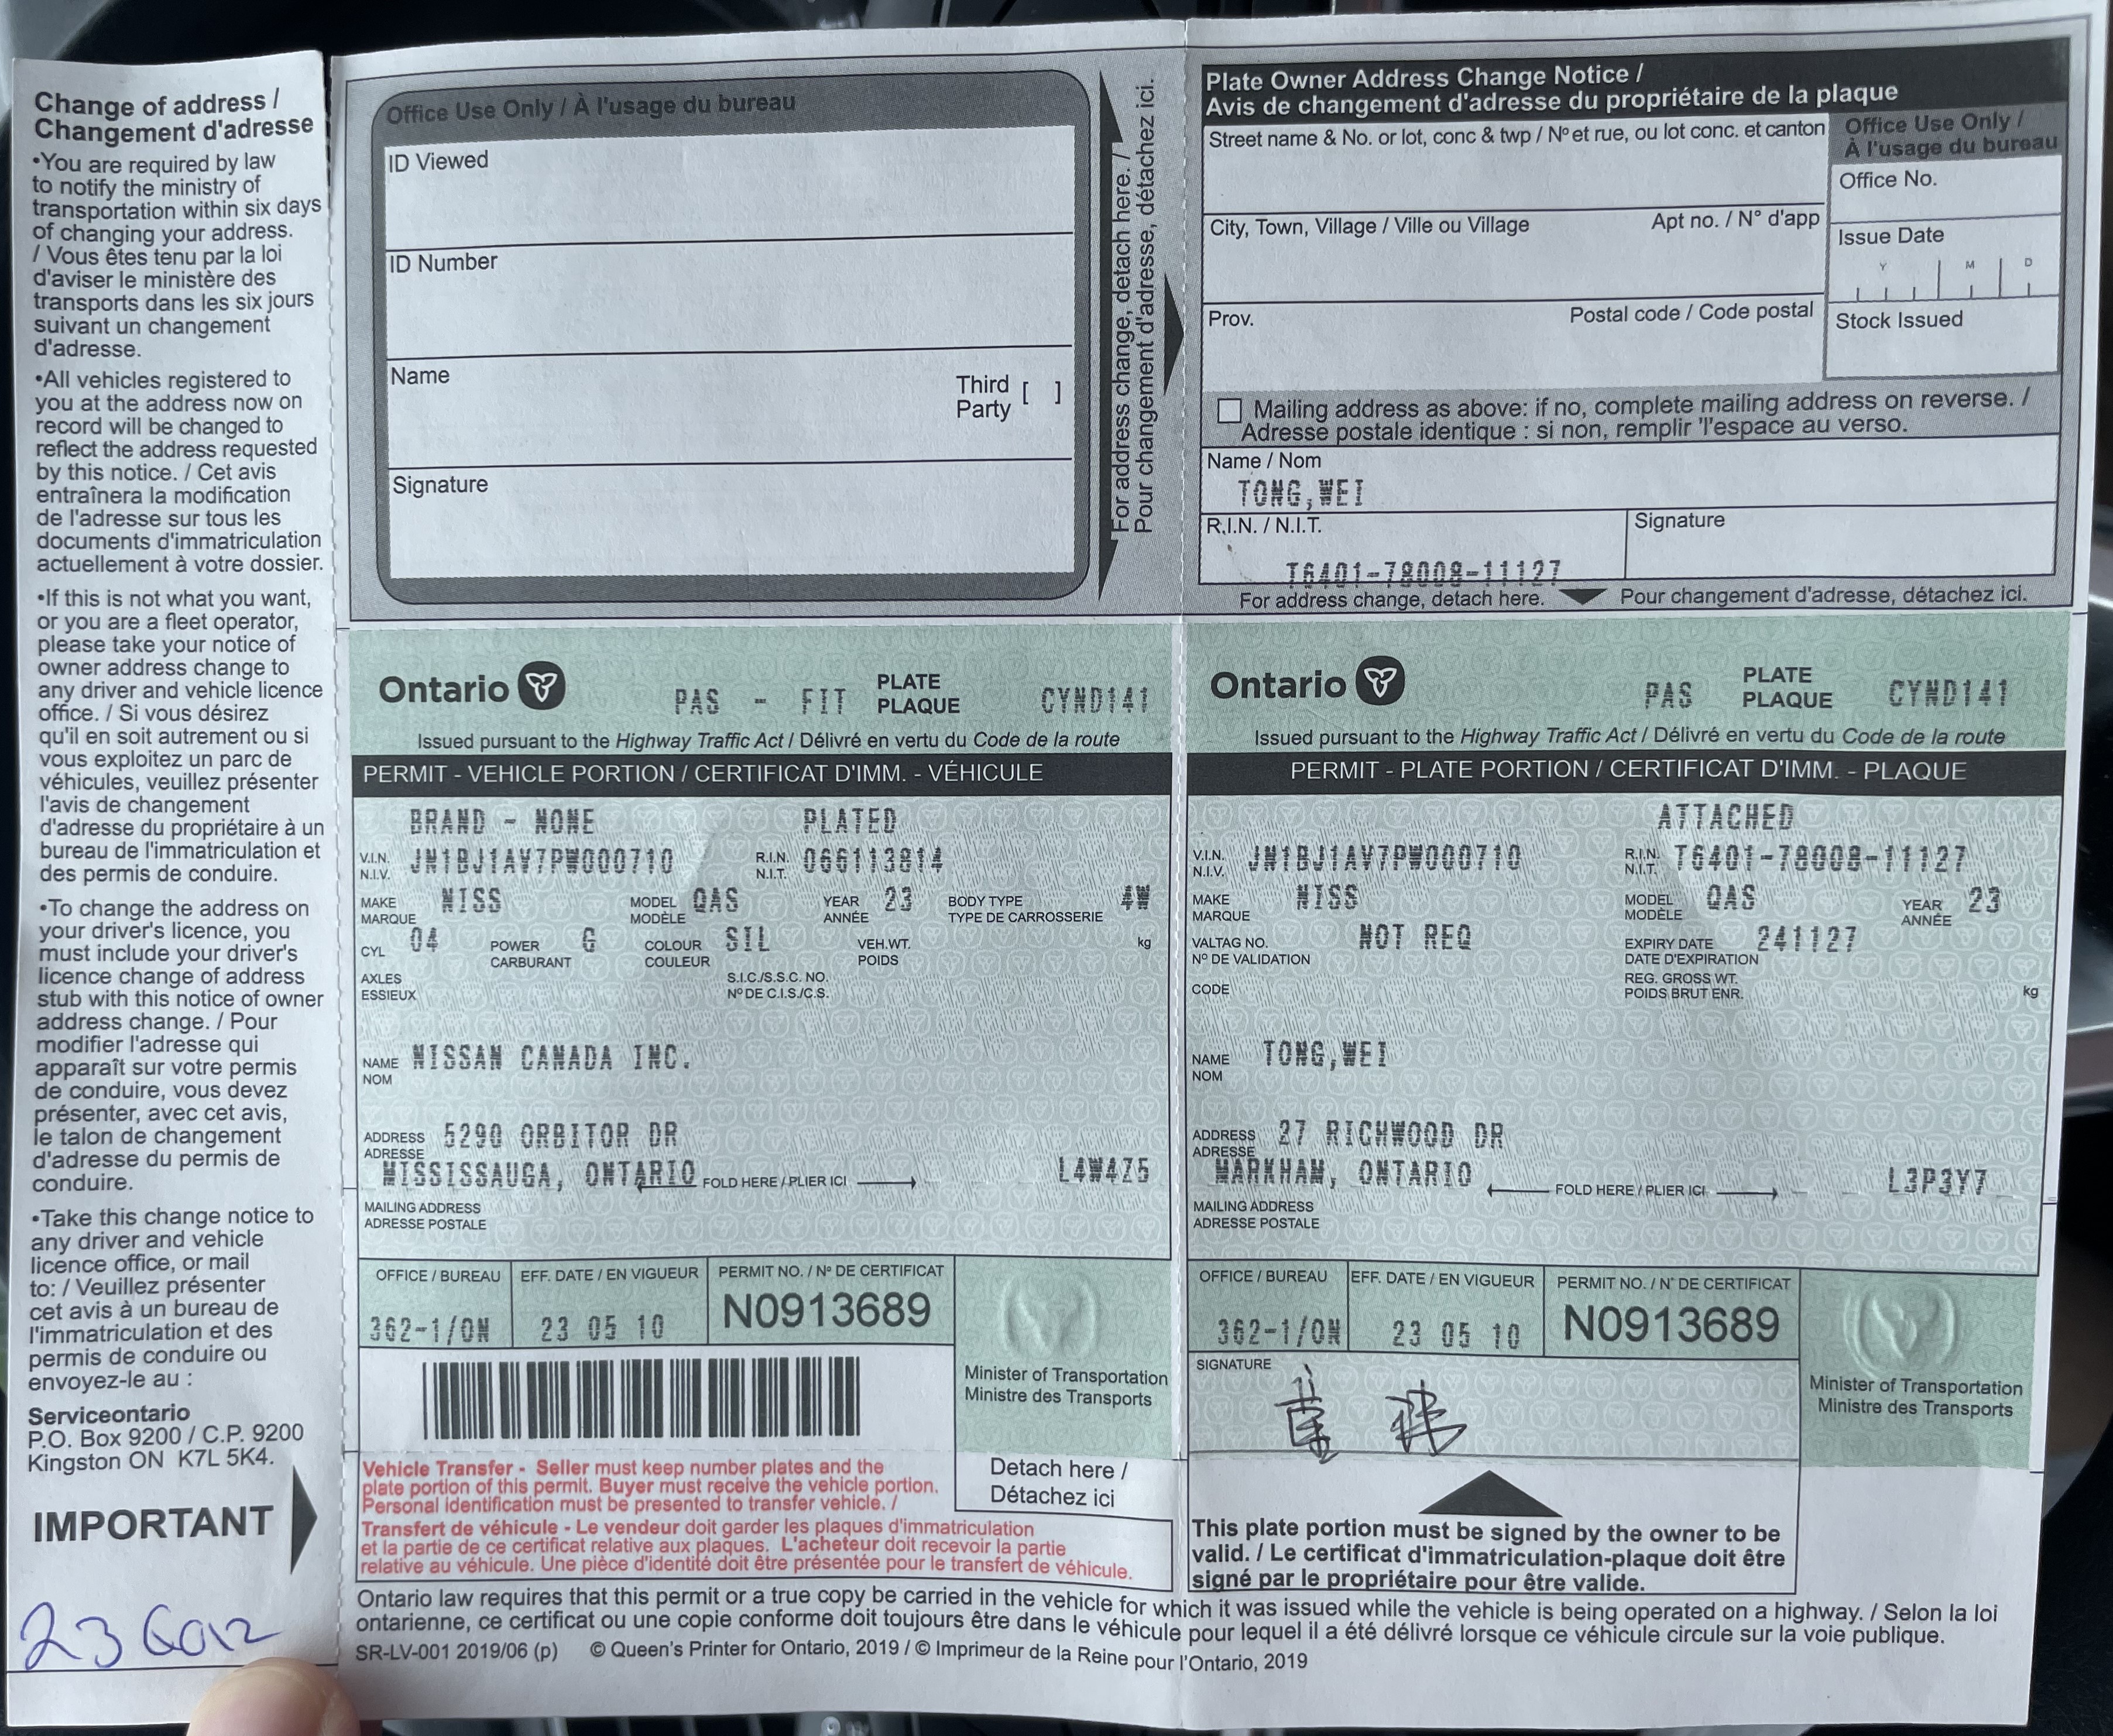 Change of address /
Changement d'adresse
•You are required by law
to notify the ministry of
transportation within six days
of changing your address.
/ Vous êtes tenu par la loi
d'aviser le ministère des
transports dans les six jours
suivant un changement
d'adresse.
•All vehicles registered to
you at the address now on
record will be changed to
reflect the address requested
by this notice. / Cet avis
entraînera la modification
de l'adresse sur tous les
documents d'immatriculation
actuellement à votre dossier.
•If this is not what you want,
or you are a fleet operator,
please take your notice of
owner address change to
any driver and vehicle licence
office. / Si vous désirez
qu'il en soit autrement ou si
vous exploitez un parc de
véhicules, veuillez présenter
l'avis de changement
d'adresse du propriétaire à un
bureau de l'immatriculation et
des permis de conduire.
•To change the address on
your driver's licence, you
must include your driver's
licence change of address
stub with this notice of owner
address change. / Pour
modifier l'adresse qui
apparaît sur votre permis
de conduire, vous devez
présenter, avec cet avis,
le talon de changement
d'adresse du permis de
conduire.
•Take this change notice to
any driver and vehicle
licence office, or mail
to: / Veuillez présenter
cet avis à un bureau de
l'immatriculation et des
permis de conduire ou
envoyez-le au :
Serviceontario
P.O. Box 9200 / C.P. 9200
Kingston ON K7L 5K4.
IMPORTANT
23
Office Use Only / À l'usage du bureau
ID Viewed
ID Number
Name
Third
Party [ ]
Signature
For address change, detach here. /
Pour changement d'adresse, détachez ici.
Plate Owner Address Change Notice /
Avis de changement d'adresse du propriétaire de la plaque
Street name & No. or lot, conc & twp / Nº et rue, ou lot conc. et canton
Office Use Only /
À l'usage du bureau
Office No.
City, Town, Village / Ville ou Village Apt no. / N° d'app
Issue Date
Y M D
Prov. Postal code / Code postal
Stock Issued
Mailing address as above: if no, complete mailing address on reverse. /
Adresse postale identique : si non, remplir 'l'espace au verso.
Name / Nom
TONG,WEI
R.I.N. / N.I.T.
T6401-78008-11127
Signature
For address change, detach here. Pour changement d'adresse, détachez ici.
Ontario PAS - FIT PLATE PLAQUE CYND141
Issued pursuant to the Highway Traffic Act / Délivré en vertu du Code de la route
PERMIT - VEHICLE PORTION / CERTIFICAT D'IMM. - VÉHICULE
BRAND - NONE PLATED
V.I.N. N.I.V. JN1BJ1AV7PW000710 R.I.N. N.I.T. 066113814
MAKE MARQUE NISS MODEL MODÈLE QAS YEAR ANNÉE 23 BODY TYPE TYPE DE CARROSSERIE 4W
CYL 04 POWER CARBURANT G COLOUR COULEUR SIL VEH.WT. POIDS kg
AXLES ESSIEUX S.I.C./S.S.C. NO. Nº DE C.I.S./C.S.
NAME NOM NISSAN CANADA INC.
ADDRESS ADRESSE 5290 ORBITOR DR
MISSISSAUGA, ONTARIO FOLD HERE / PLIER ICI L4W4Z5
MAILING ADDRESS
ADRESSE POSTALE
OFFICE / BUREAU EFF. DATE / EN VIGUEUR PERMIT NO. / Nº DE CERTIFICAT
362-1/ON 23 05 10 N0913689
Minister of Transportation
Ministre des Transports
Vehicle Transfer - Seller must keep number plates and the
plate portion of this permit. Buyer must receive the vehicle portion.
Personal identification must be presented to transfer vehicle. /
Transfert de véhicule - Le vendeur doit garder les plaques d'immatriculation
et la partie de ce certificat relative aux plaques. L'acheteur doit recevoir la partie
relative au véhicule. Une pièce d'identité doit être présentée pour le transfert de véhicule.
Detach here /
Détachez ici
Ontario PAS PLATE PLAQUE CYND141
Issued pursuant to the Highway Traffic Act / Délivré en vertu du Code de la route
PERMIT - PLATE PORTION / CERTIFICAT D'IMM. - PLAQUE
ATTACHED
V.I.N. N.I.V. JN1BJ1AV7PW000710 R.I.N. N.I.T. T6401-78008-11127
MAKE MARQUE NISS MODEL MODÈLE QAS YEAR ANNÉE 23
VALTAG NO. Nº DE VALIDATION NOT REQ EXPIRY DATE DATE D'EXPIRATION 241127
CODE REG. GROSS WT. POIDS BRUT ENR. kg
NAME NOM TONG,WEI
ADDRESS ADRESSE 27 RICHWOOD DR
MARKHAM, ONTARIO FOLD HERE / PLIER ICI L3P3Y7
MAILING ADDRESS
ADRESSE POSTALE
OFFICE / BUREAU EFF. DATE / EN VIGUEUR PERMIT NO. / N° DE CERTIFICAT
362-1/ON 23 05 10 N0913689
SIGNATURE
Minister of Transportation
Ministre des Transports
This plate portion must be signed by the owner to be
valid. / Le certificat d'immatriculation-plaque doit être
signé par le propriétaire pour être valide.
Ontario law requires that this permit or a true copy be carried in the vehicle for which it was issued while the vehicle is being operated on a highway. / Selon la loi
ontarienne, ce certificat ou une copie conforme doit toujours être dans le véhicule pour lequel il a été délivré lorsque ce véhicule circule sur la voie publique.
SR-LV-001 2019/06 (p) © Queen's Printer for Ontario, 2019 / © Imprimeur de la Reine pour l'Ontario, 2019